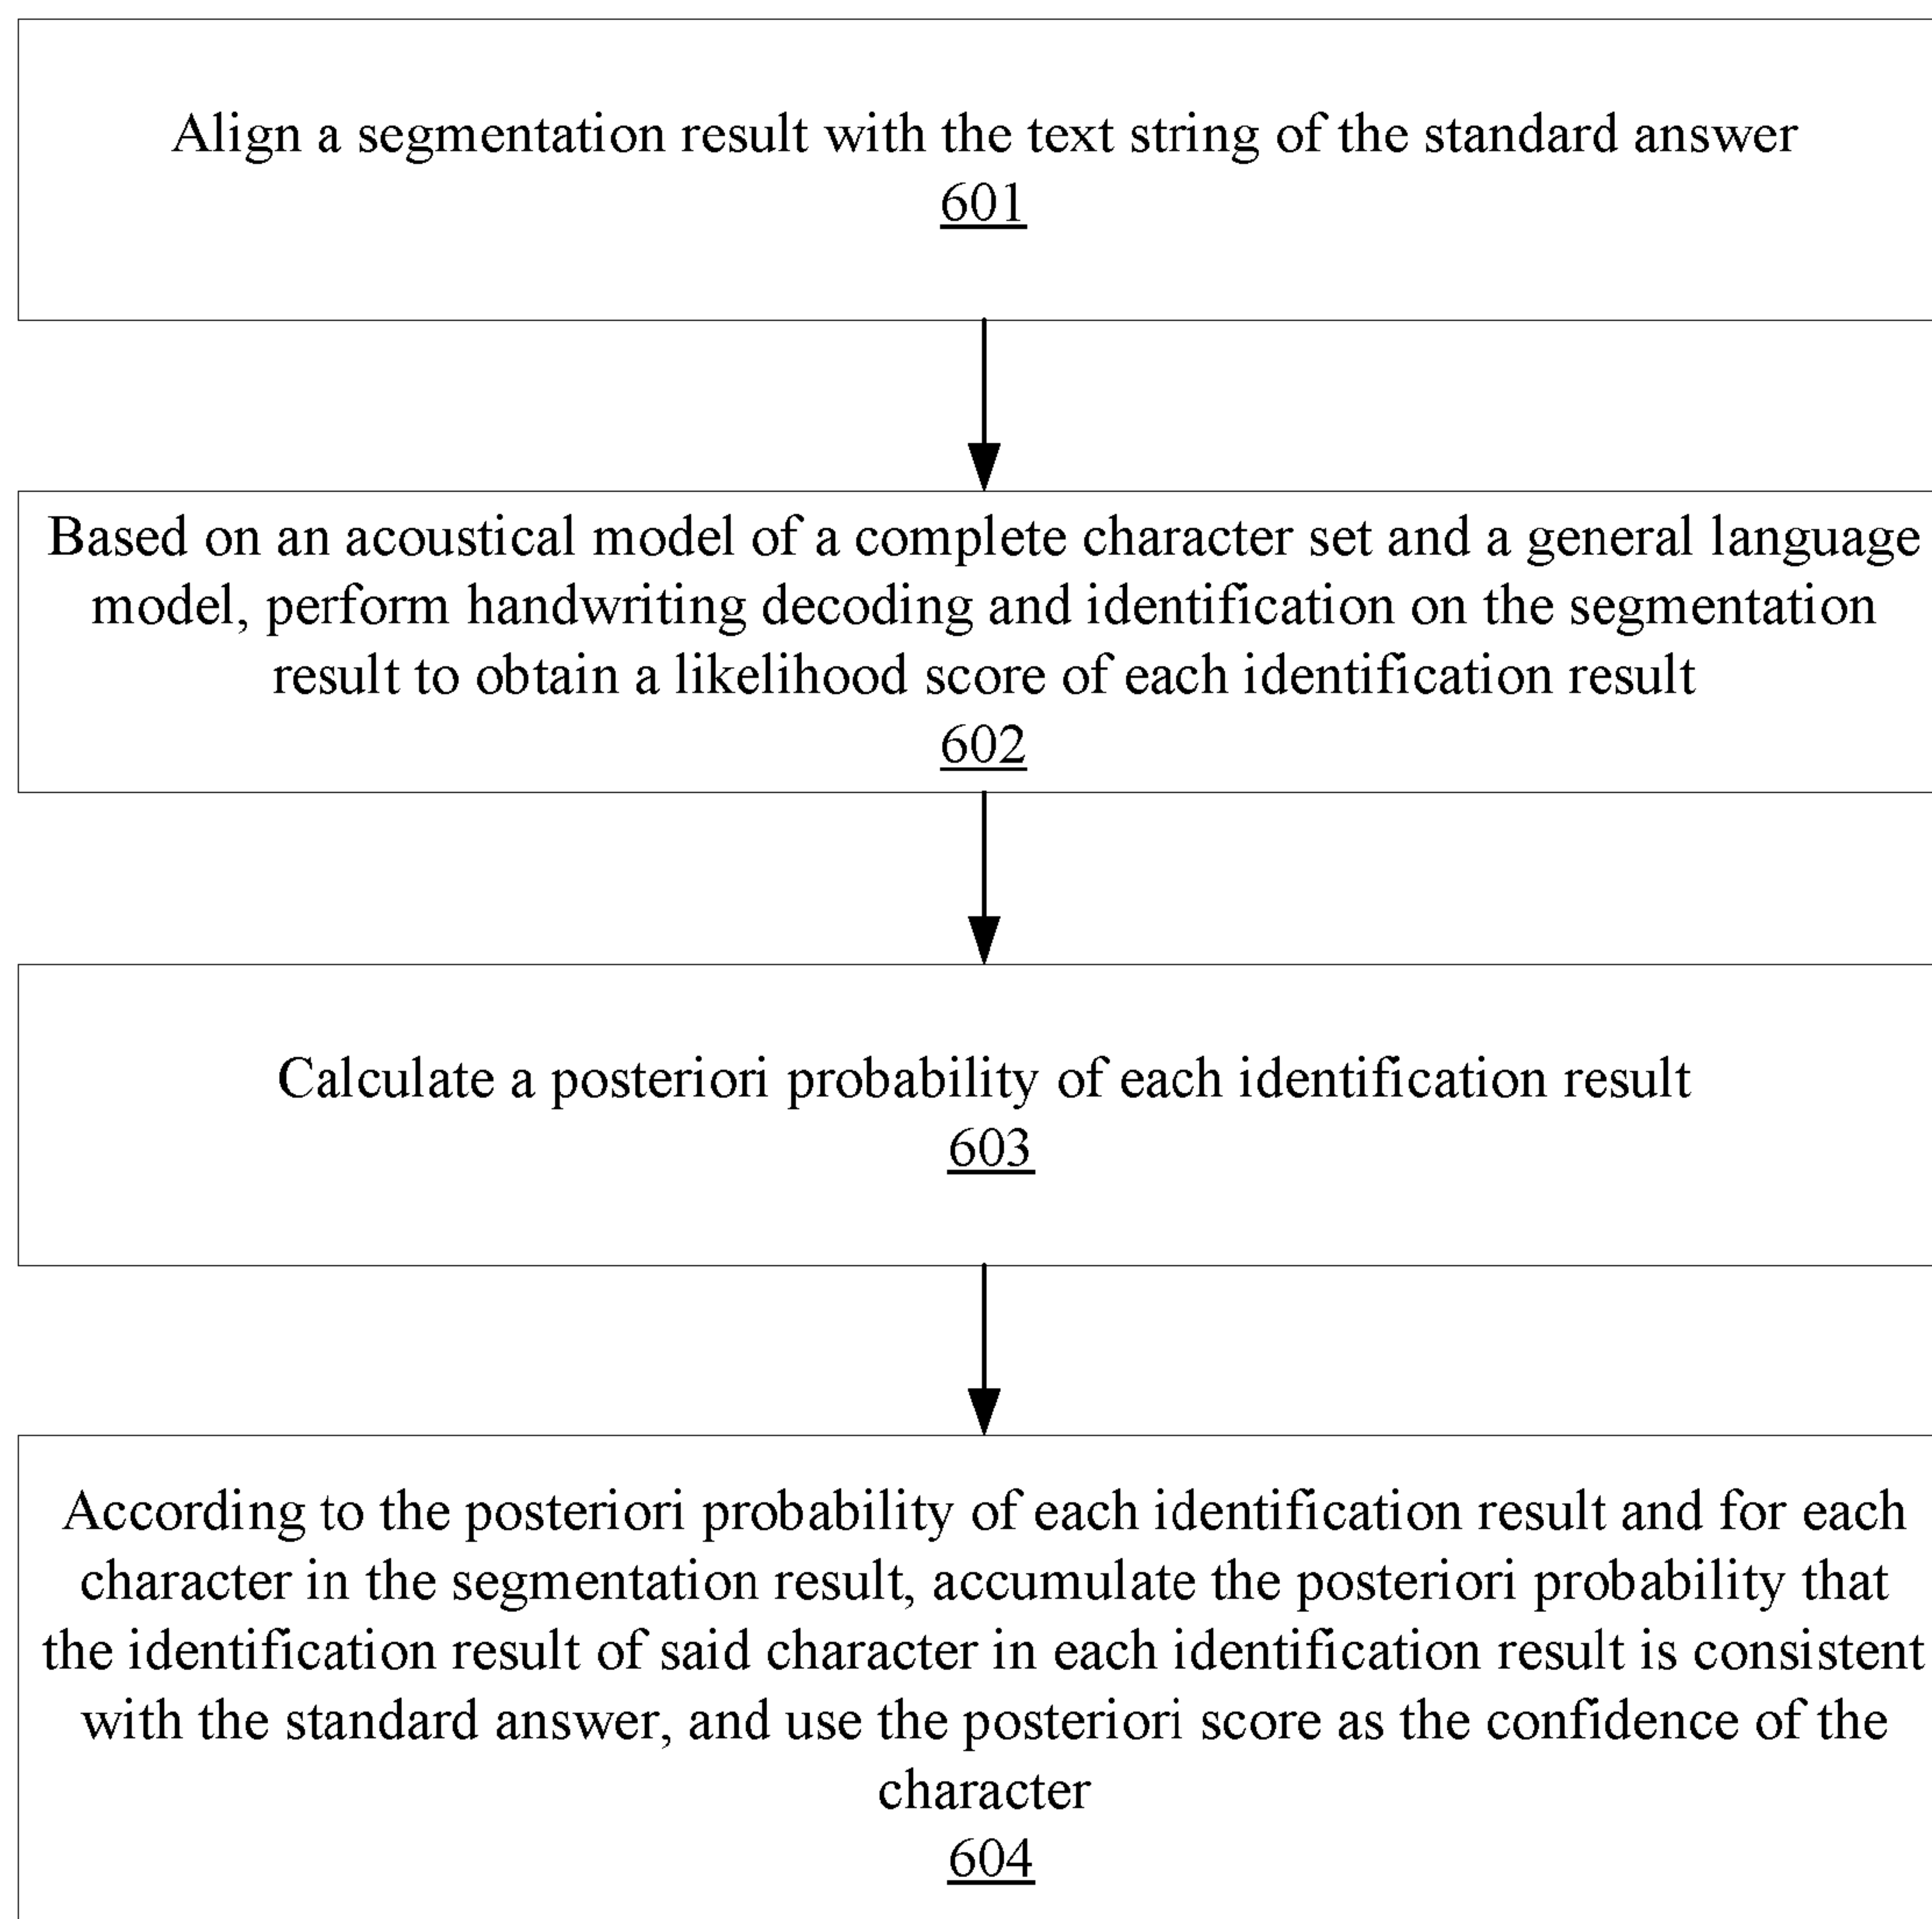 Align a segmentation result with the text string of the standard answer
601
Based on an acoustical model of a complete character set and a general language
model, perform handwriting decoding and identification on the segmentation
result to obtain a likelihood score of each identification result
602
Calculate a posteriori probability of each identification result
603
According to the posteriori probability of each identification result and for each
character in the segmentation result, accumulate the posteriori probability that
the identification result of said character in each identification result is consistent
with the standard answer, and use the posteriori score as the confidence of the
character
604